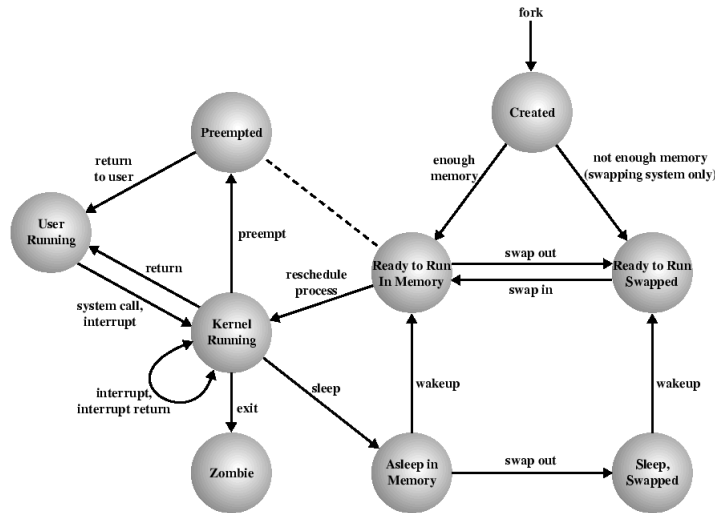 fork
Created
Preempted
enough
memory
not enough memory
(swapping system only)
return
to user
User
Running
preempt
return
Ready to Run
In Memory
swap out
swap in
Ready to Run
Swapped
reschedule
process
system call,
interrupt
Kernel
Running
interrupt,
interrupt return
sleep
wakeup
wakeup
exit
Zombie
Asleep in
Memory
swap out
Sleep,
Swapped